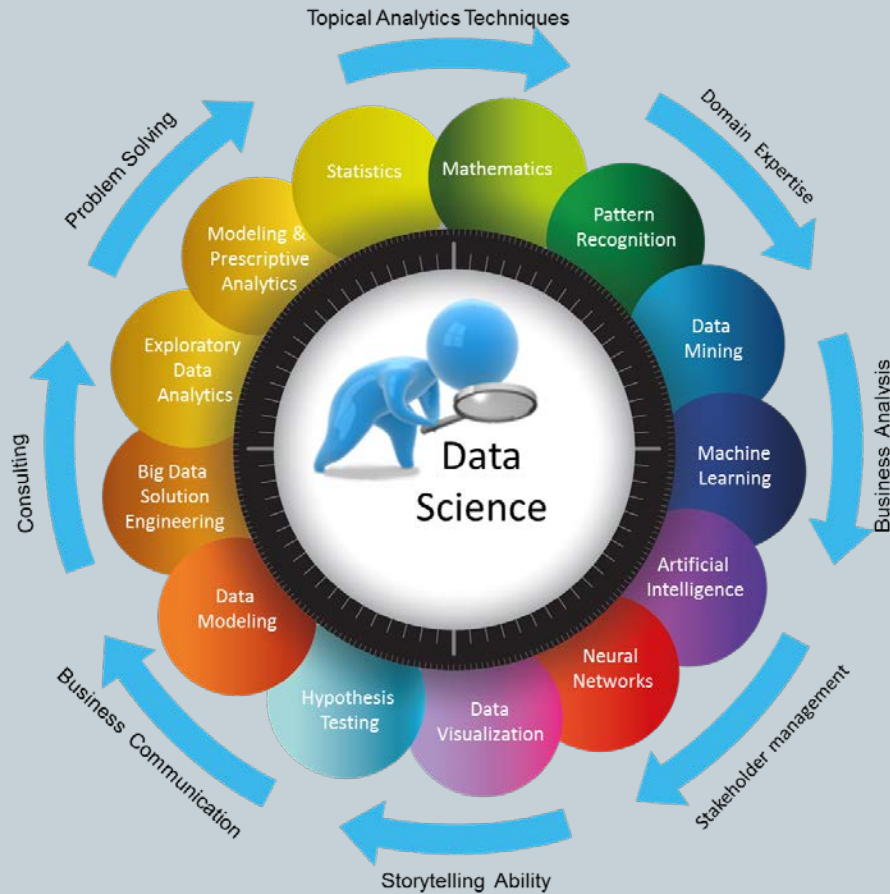 Topical Analytics Techniques
Domain Expertise
Business Analysis
Stakeholder management
Storytelling Ability
Business Communication
Consulting
Problem Solving
Statistics
Mathematics
Pattern
Recognition
Data
Mining
Machine
Learning
Artificial
Intelligence
Neural
Networks
Data
Visualization
Hypothesis
Testing
Data
Modeling
Big Data
Solution
Engineering
Exploratory
Data
Analytics
Modeling &
Prescriptive
Analytics
Data
Science